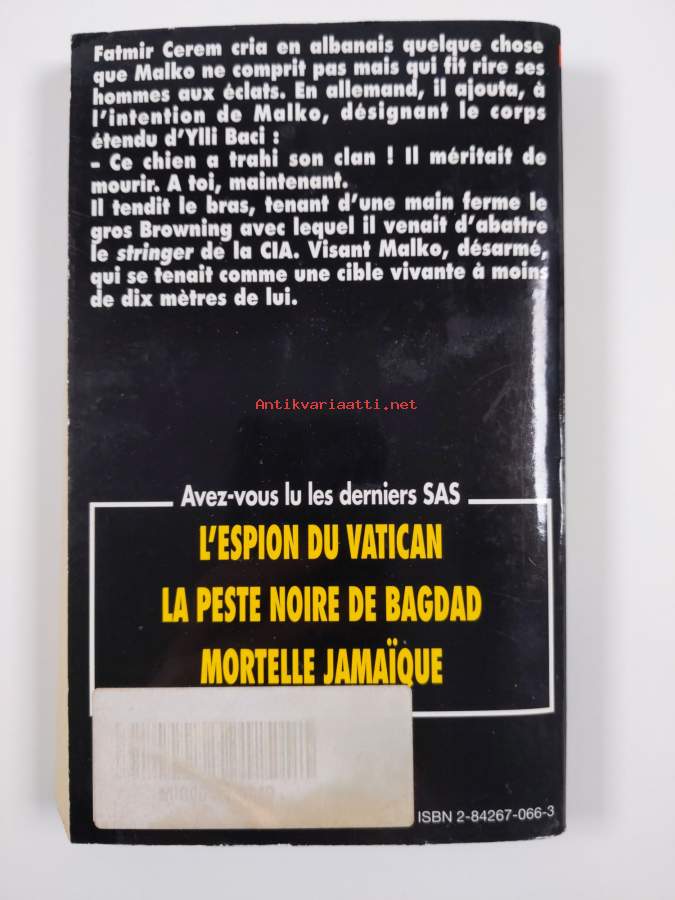 Fatmir Cerem cria en albanais quelque chose
que Malko ne comprit pas mais qui fit rire ses
hommes aux éclats. En allemand, il ajouta, à
l'intention de Malko, désignant le corps
étendu d'Ylli Baci :
- Ce chien a trahi son clan ! Il méritait de
mourir. A toi, maintenant.
Il tendit le bras, tenant d'une main ferme le
gros Browning avec lequel il venait d'abattre
le stringer de la CIA. Visant Malko, désarmé,
qui se tenait comme une cible vivante à moins
de dix mètres de lui.
Antikvariaatti.net
Avez-vous lu les derniers SAS
L'ESPION DU VATICAN
LA PESTE NOIRE DE BAGDAD
MORTELLE JAMAÏQUE
ISBN 2-84267-066-3